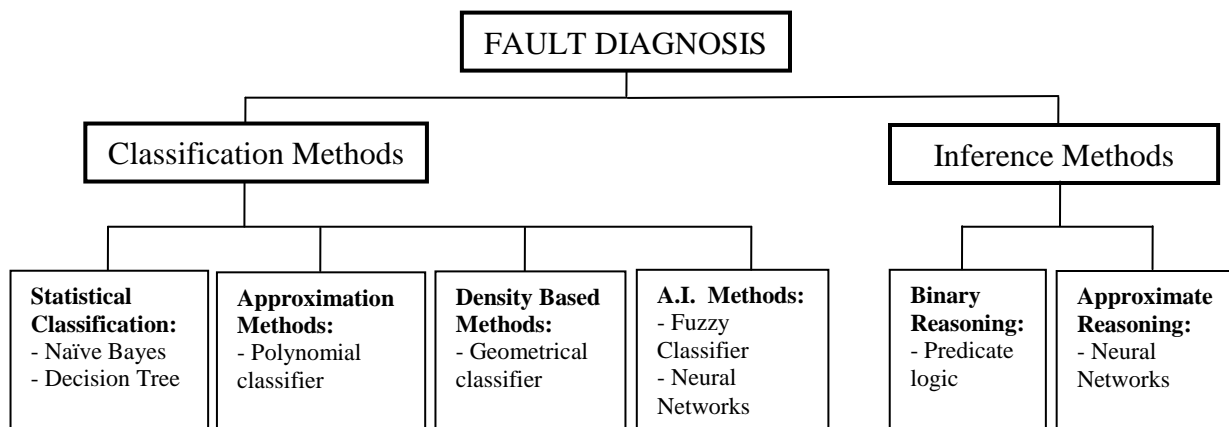 FAULT DIAGNOSIS
Classification Methods
Inference Methods
Statistical
Classification:
- Naïve Bayes
- Decision Tree
Approximation
Methods:
- Polynomial
classifier
Density Based
Methods:
- Geometrical
classifier
A.I. Methods:
- Fuzzy
Classifier
- Neural
Networks
Binary
Reasoning:
- Predicate
logic
Approximate
Reasoning:
- Neural
Networks